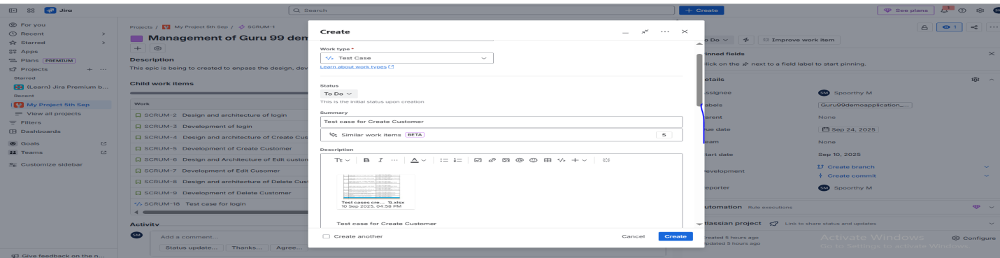 Jira
Search
+ Create
See plans
For you
Recent
Starred
Apps
Plans PREMIUM
Projects
Starred
(Learn) Jira Premium b...
Recent
My Project 5th Sep
View all projects
Filters
Dashboards
Goals
Teams
Customize sidebar
Give feedback on the n...
Projects / My Project 5th Sep / SCRUM-1
Management of Guru 99 dem
Description
This epic is being to created to enpass the design, dev
Child work items
Work
SCRUM-2 Design and architecture of login
SCRUM-3 Development of login
SCRUM-4 Design and architecture of Create Cus
SCRUM-5 Development of Create Customer
SCRUM-6 Design and Architecture of Edit custon
SCRUM-7 Development of Edit Cusomer
SCRUM-8 Design and architecture of Delete Cus
SCRUM-9 Development of Delete Customer
SCRUM-18 Test case for login
Activity
SM
Add a comment...
Status update...
Thanks...
Agree...
Create
Work type *
Test Case
Learn about work types
Status
To Do
This is the initial status upon creation
Summary
Test case for Create Customer
Similar work items BETA
5
Description
Tt
B I ... A
Test cases cre... 1).xlsx
10 Sep 2025, 04:58 PM
Test case for Create Customer
Create another
Cancel
Create
1
o Do
Improve work item
inned fields
lick on the next to a field label to start pinning.
etails
ssignee
SM Spoorthy M
abels
Guru99demoapplication_...
arent
None
ue date
Sep 24, 2025
eam
None
tart date
Sep 10, 2025
evelopment
Create branch
Create commit
eporter
SM Spoorthy M
utomation Rule executions
tlassian project Link to share status and updates
reated 5 hours ago
pdated 5 hours ago
Configure
Activate Windows
Go to Settings to activate Windows.